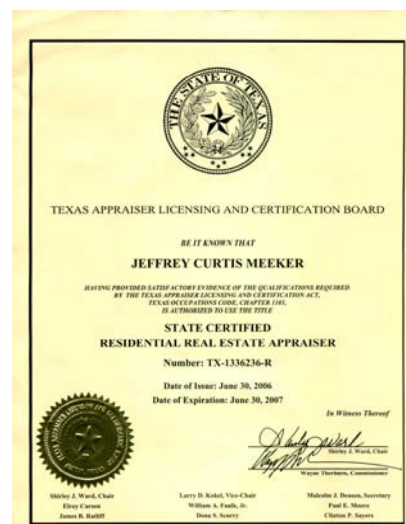 THE STATE OF TEXAS
TEXAS APPRAISER LICENSING AND CERTIFICATION BOARD
BE IT KNOWN THAT
JEFFREY CURTIS MEEKER
HAVING PROVIDED SATISFACTORY EVIDENCE OF THE QUALIFICATIONS REQUIRED
BY THE TEXAS APPRAISER LICENSING AND CERTIFICATION ACT,
TEXAS OCCUPATIONS CODE, CHAPTER 1103,
IS AUTHORIZED TO USE THE TITLE
STATE CERTIFIED
RESIDENTIAL REAL ESTATE APPRAISER
Number: TX-1336236-R
Date of Issue: June 30, 2006
Date of Expiration: June 30, 2007
In Witness Thereof
Shirley J. Ward, Chair
Wayne Thorburn, Commissioner
Shirley J. Ward, Chair
Elroy Carson
James B. Ratliff
Larry D. Kokel, Vice-Chair
William A. Faulk, Jr.
Dona S. Scurry
Malcolm J. Deason, Secretary
Paul E. Moore
Clinton P. Sayers